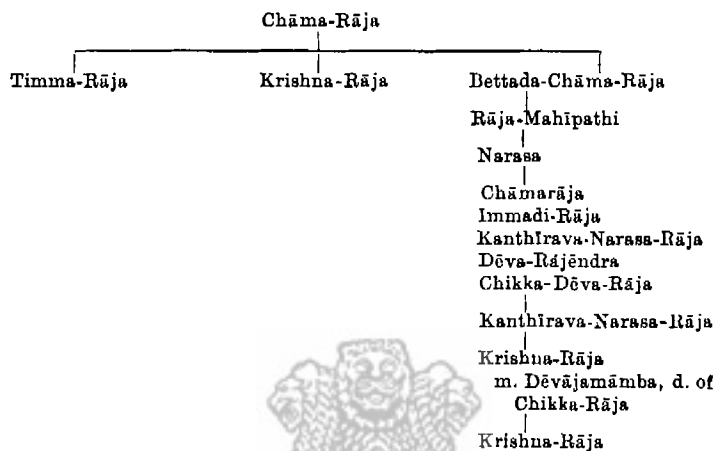 Chāma-Rāja
Timma-Rāja Krishna-Rāja Bettada-Chāma-Rāja
Rāja-Mahīpathi
Narasa
Chāmarāja
Immadi-Rāja
Kanthīrava-Narasa-Rāja
Dēva-Rájēndra
Chikka-Dēva-Rāja
Kanthīrava-Narasa-Rāja
Krishna-Rāja
m. Dēvājamāmba, d. of
Chikka-Rāja
Krishna-Rāja